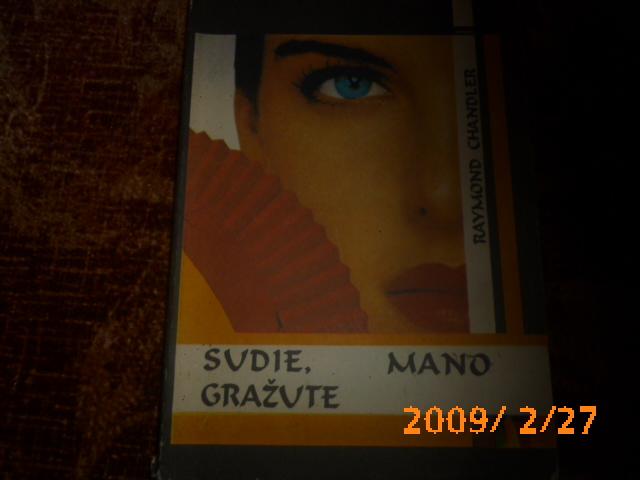 RAYMOND CHANDLER
SUDIE, MANO
GRAŽUTE
2009/ 2/27